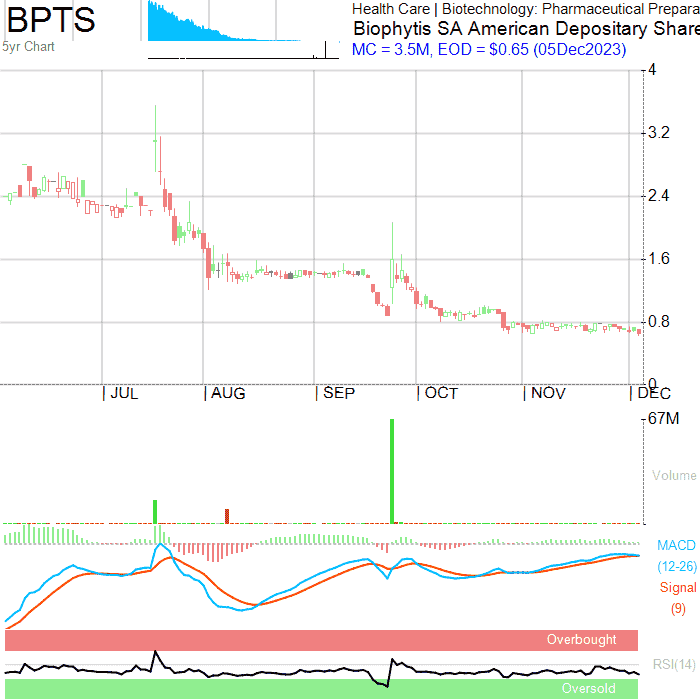 BPTS
5yr Chart
Health Care | Biotechnology: Pharmaceutical Prepara
Biophytis SA American Depositary Share
MC = 3.5M, EOD = $0.65 (05Dec2023)
4
3.2
2.4
1.6
0.8
0
| JUL | AUG | SEP | OCT | NOV | DEC
67M
Volume
MACD
(12-26)
Signal
(9)
Overbought
RSI(14)
Oversold